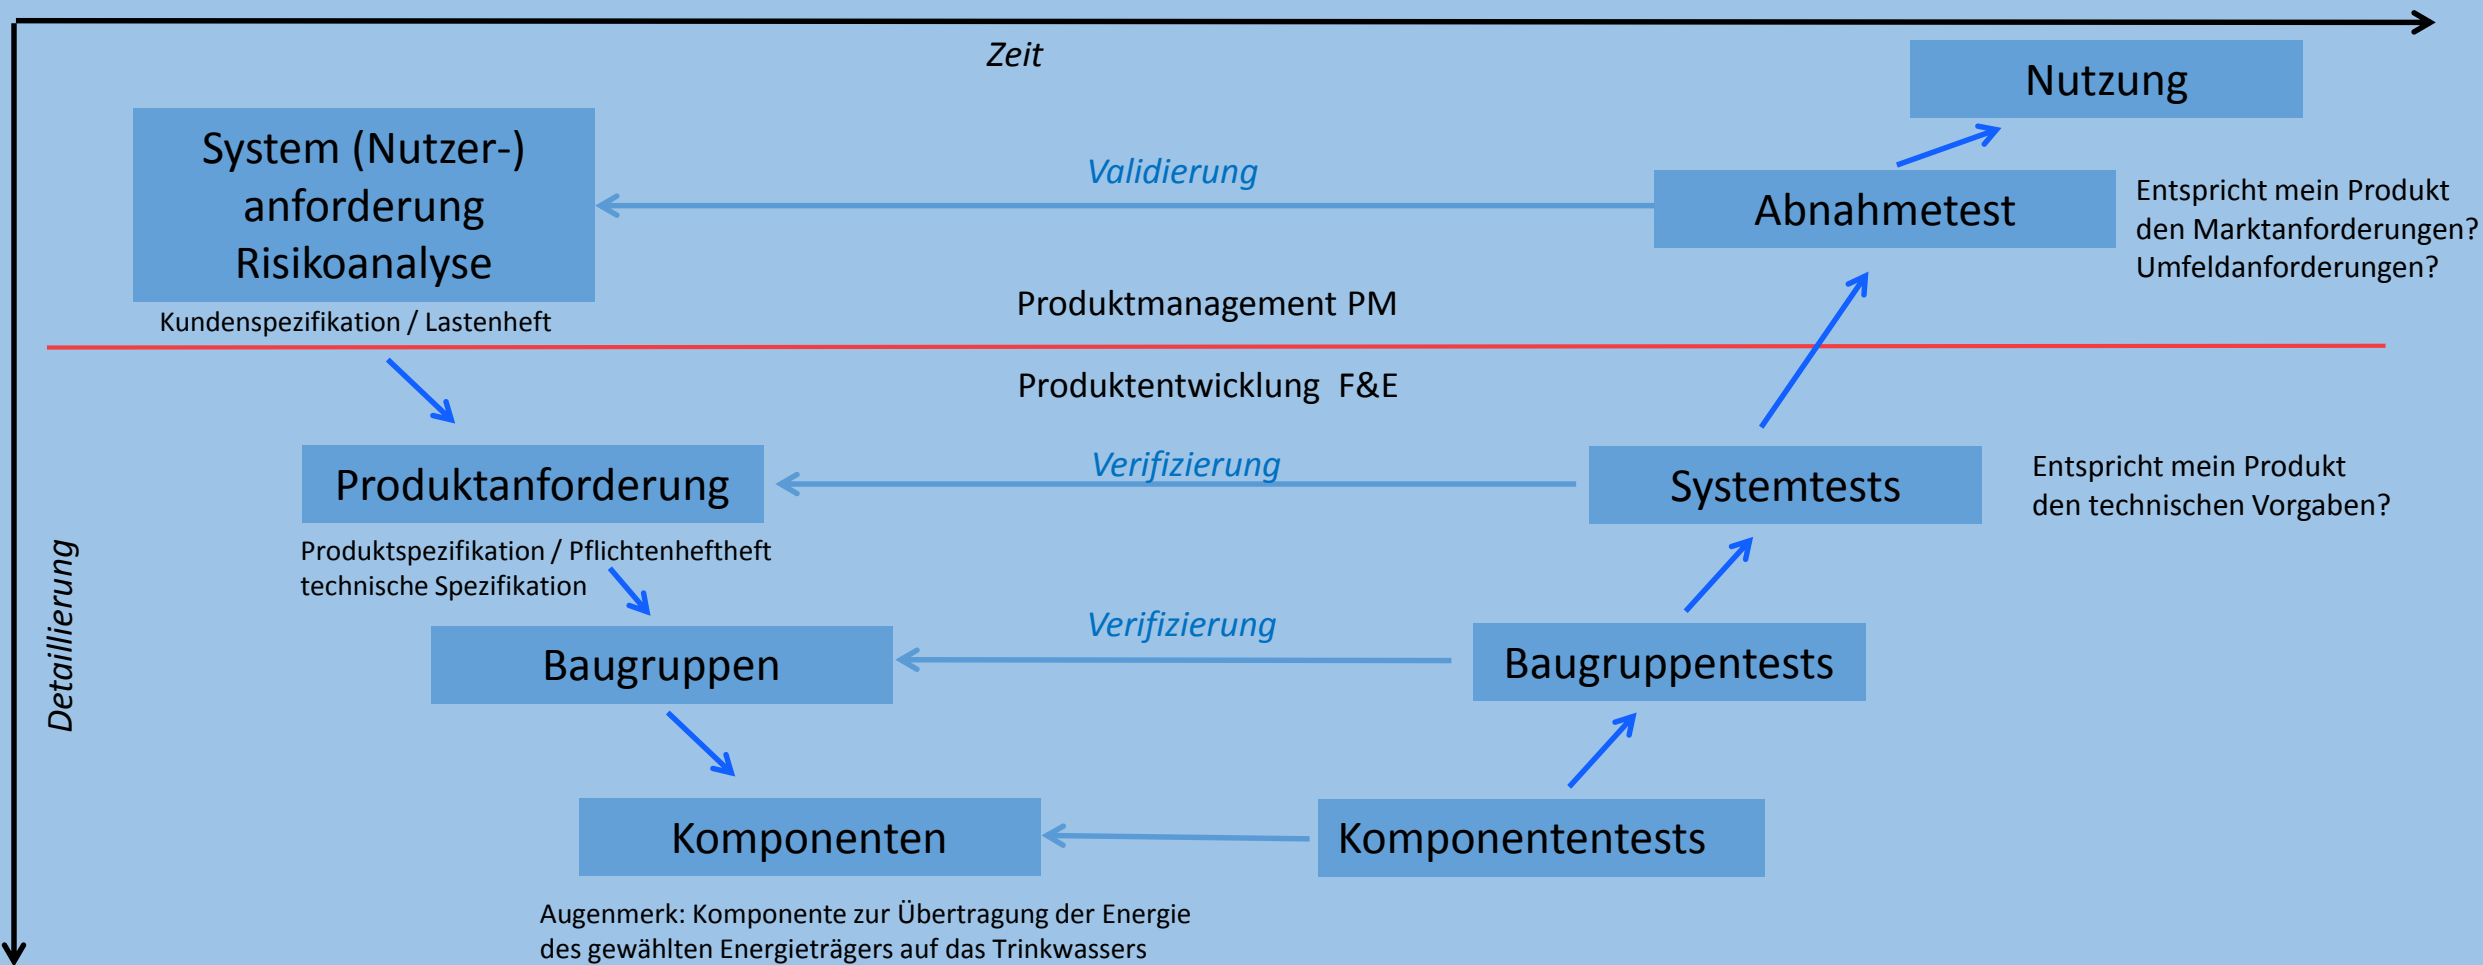 Zeit
Nutzung
System (Nutzer-)
anforderung
Risikoanalyse
Validierung
Abnahmetest
Entspricht mein Produkt
den Marktanforderungen?
Umfeldanforderungen?
Kundenspezifikation / Lastenheft
Produktmanagement PM
Produktentwicklung F&E
Produktanforderung
Verifizierung
Systemtests
Entspricht mein Produkt
den technischen Vorgaben?
Produktspezifikation / Pflichtenheftheft
technische Spezifikation
Detaillierung
Baugruppen
Verifizierung
Baugruppentests
Komponenten
Komponententests
Augenmerk: Komponente zur Übertragung der Energie
des gewählten Energieträgers auf das Trinkwassers